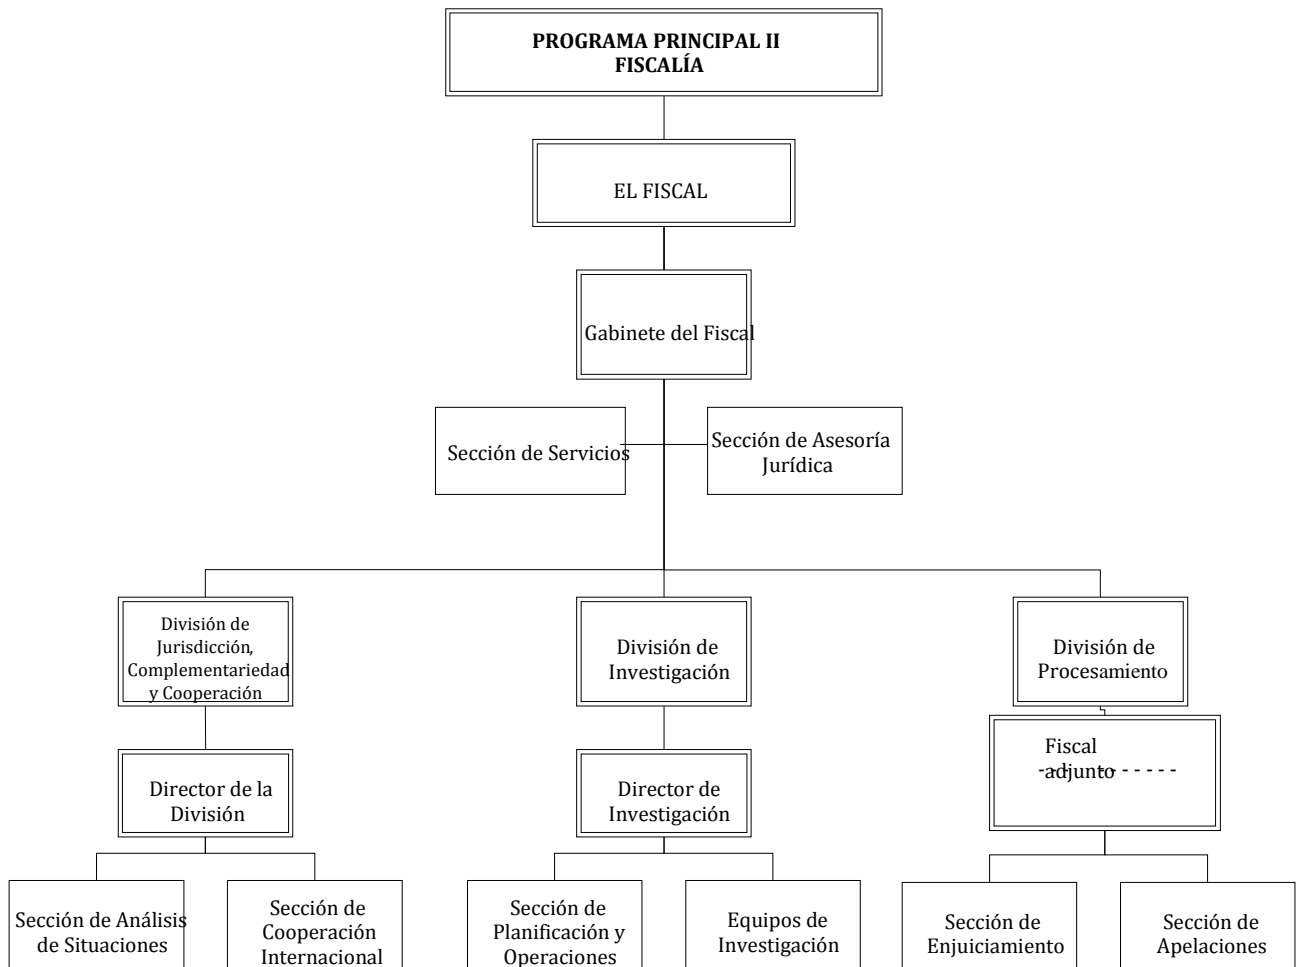 PROGRAMA PRINCIPAL II
FISCALÍA
EL FISCAL
Gabinete del Fiscal
Sección de Servicios
Sección de Asesoría
Jurídica
División de
Jurisdicción,
Complementariedad
y Cooperación
División de
Investigación
División de
Procesamiento
Director de la
División
Director de
Investigación
Fiscal
adjunto
Sección de Análisis
de Situaciones
Sección de
Cooperación
Internacional
Sección de
Planificación y
Operaciones
Equipos de
Investigación
Sección de
Enjuiciamiento
Sección de
Apelaciones